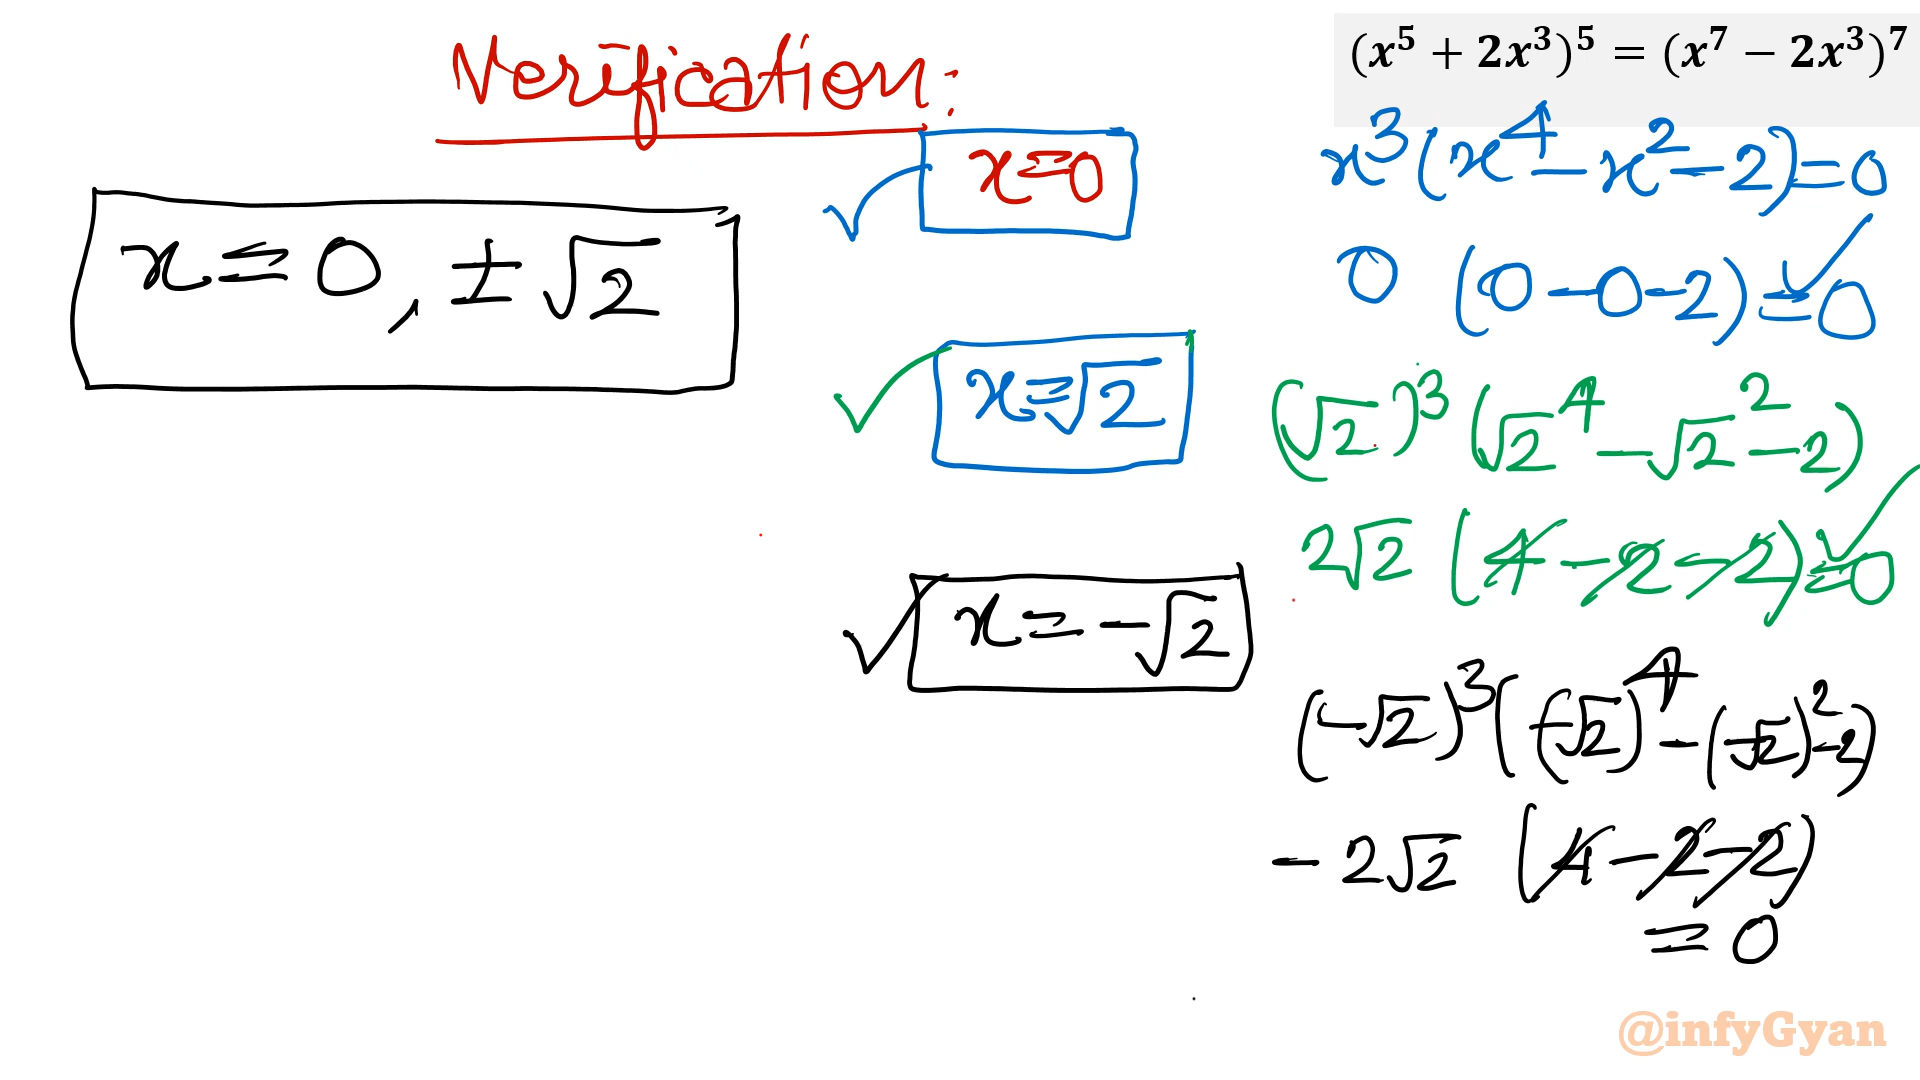 Verification:
x = 0, ±√2
x = 0
x = √2
x = -√2
(x⁵ + 2x³)⁵ = (x⁷ − 2x³)⁷
x³(x⁴ - x² - 2) = 0
0 (0 - 0 - 2) = 0
(√2)³ (√2⁴ - √2² - 2)
2√2 (4 - 2 - 2) = 0
(-√2)³ ((-√2)⁴ - (-√2)² - 2)
- 2√2 (4 - 2 - 2)
= 0
@infyGyan